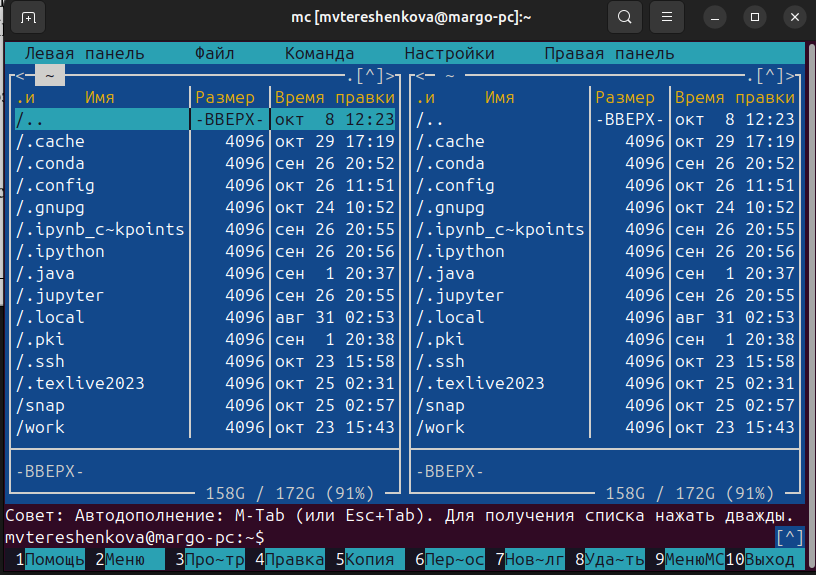 mc [mvtereshenkova@margo-pc]:~
Левая панель Файл Команда Настройки Правая панель
<- ~ .[^]> <- ~ .[^]>
.и Имя Размер Время правки .и Имя Размер Время правки
/.. -ВВЕРХ- окт 8 12:23 /.. -ВВЕРХ- окт 8 12:23
/.cache 4096 окт 29 17:19 /.cache 4096 окт 29 17:19
/.conda 4096 сен 26 20:52 /.conda 4096 сен 26 20:52
/.config 4096 окт 26 11:51 /.config 4096 окт 26 11:51
/.gnupg 4096 окт 24 10:52 /.gnupg 4096 окт 24 10:52
/.ipynb_c~kpoints 4096 сен 26 20:55 /.ipynb_c~kpoints 4096 сен 26 20:55
/.ipython 4096 сен 26 20:56 /.ipython 4096 сен 26 20:56
/.java 4096 сен 1 20:37 /.java 4096 сен 1 20:37
/.jupyter 4096 сен 26 20:55 /.jupyter 4096 сен 26 20:55
/.local 4096 авг 31 02:53 /.local 4096 авг 31 02:53
/.pki 4096 сен 1 20:38 /.pki 4096 сен 1 20:38
/.ssh 4096 окт 23 15:58 /.ssh 4096 окт 23 15:58
/.texlive2023 4096 окт 25 02:31 /.texlive2023 4096 окт 25 02:31
/snap 4096 окт 25 02:57 /snap 4096 окт 25 02:57
/work 4096 окт 23 15:43 /work 4096 окт 23 15:43
-ВВЕРХ- -ВВЕРХ-
158G / 172G (91%) 158G / 172G (91%)
Совет: Автодополнение: M-Tab (или Esc+Tab). Для получения списка нажать дважды.
mvtereshenkova@margo-pc:~$ [^]
1Помощь 2Меню 3Про~тр 4Правка 5Копия 6Пер~ос 7Нов~лг 8Уда~ть 9МенюMC 10Выход